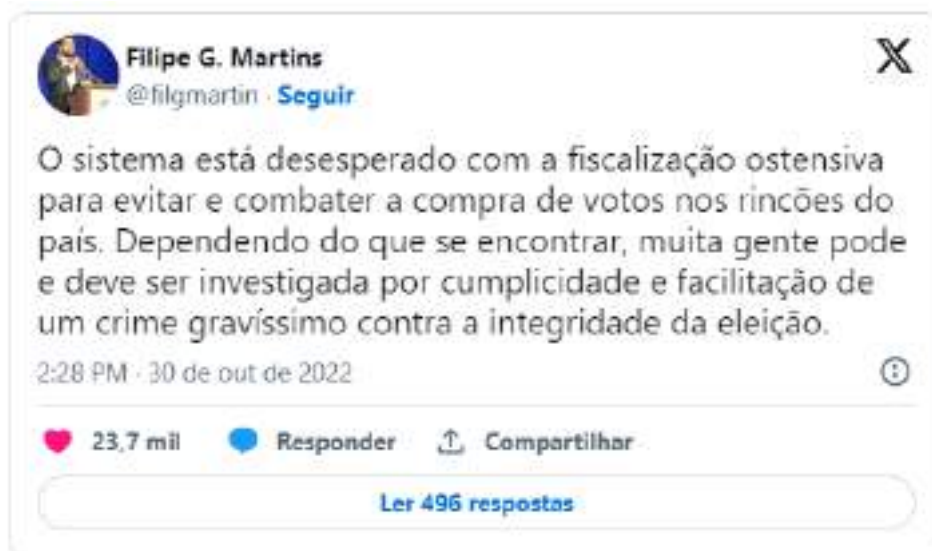 Filipe G. Martins
@filgmartin · Seguir
O sistema está desesperado com a fiscalização ostensiva
para evitar e combater a compra de votos nos rincões do
país. Dependendo do que se encontrar, muita gente pode
e deve ser investigada por cumplicidade e facilitação de
um crime gravíssimo contra a integridade da eleição.
2:28 PM · 30 de out de 2022
23,7 mil Responder Compartilhar
Ler 496 respostas